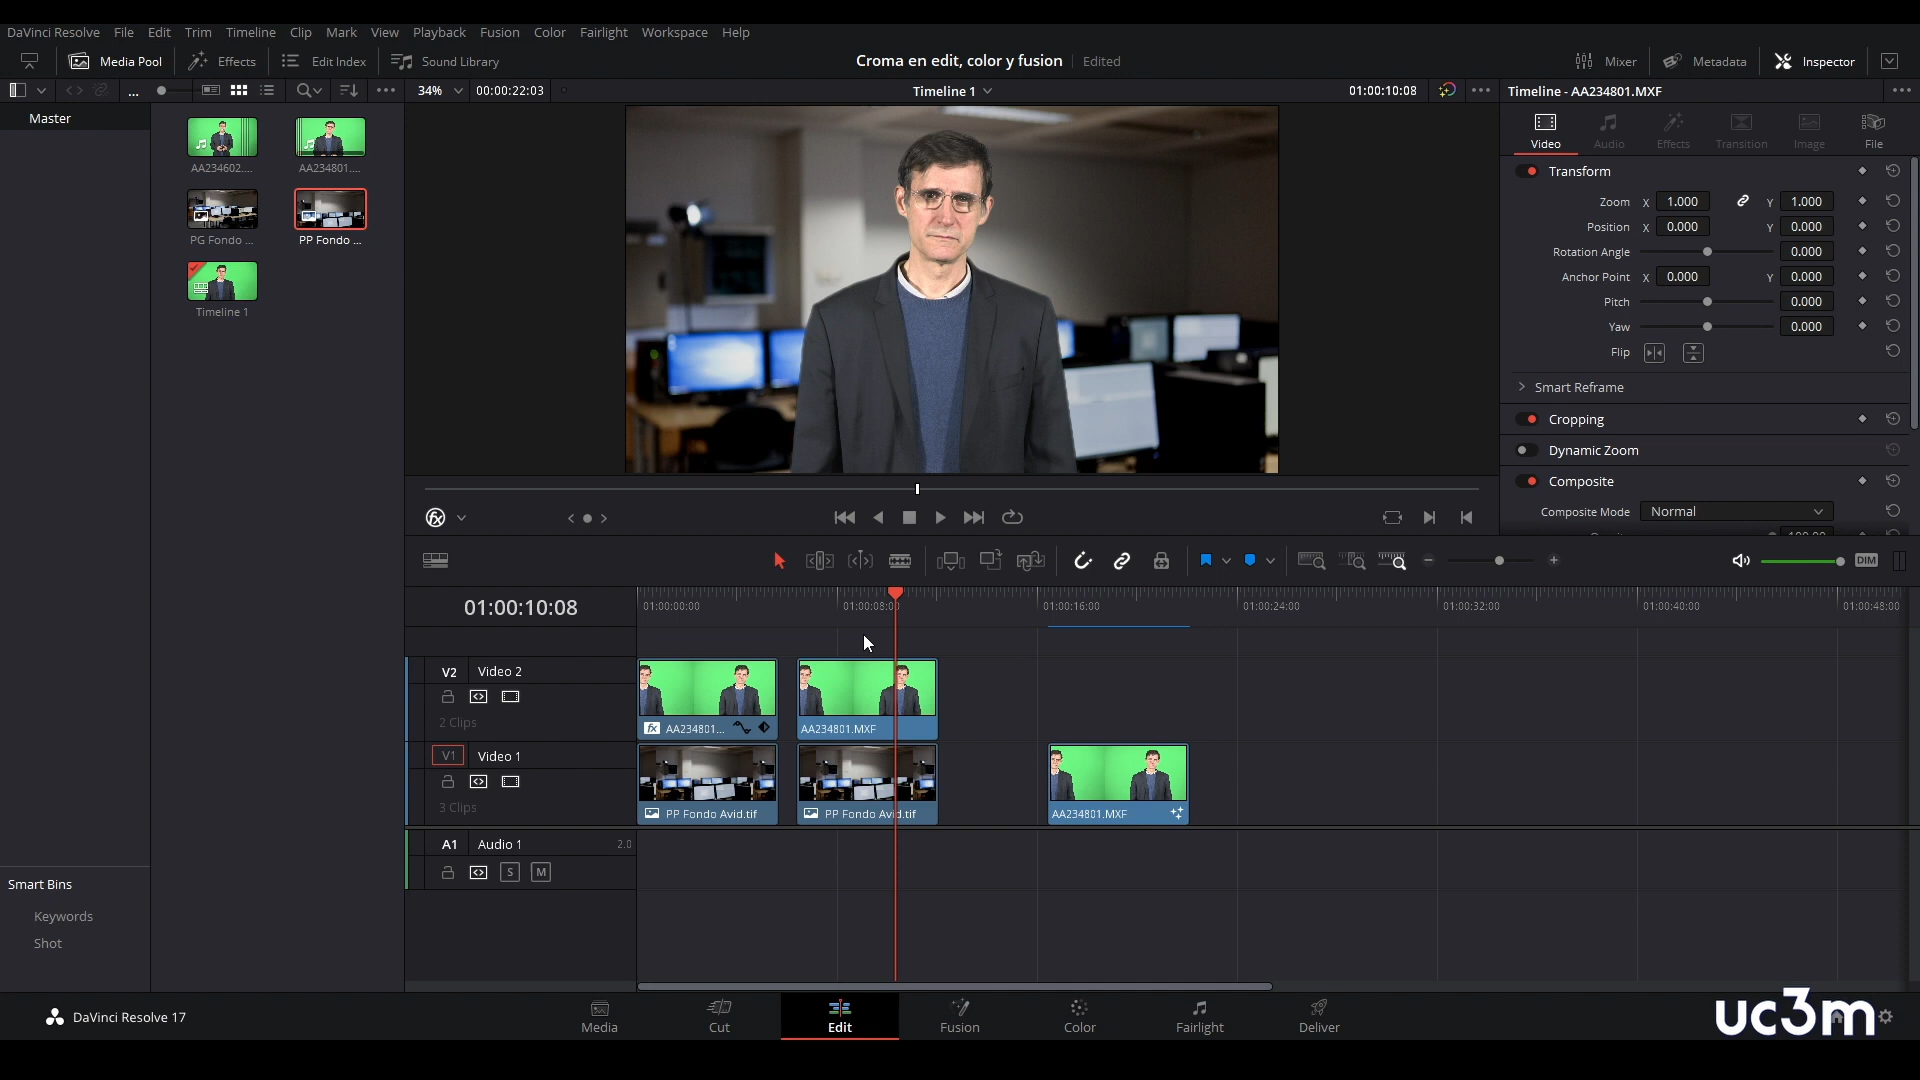 DaVinci Resolve File Edit Trim Timeline Clip Mark View Playback Fusion Color Fairlight Workspace Help
Media Pool Effects Edit Index Sound Library Croma en edit, color y fusion Edited Mixer Metadata Inspector
... 34% 00:00:22:03 Timeline 1 01:00:10:08 Timeline - AA234801.MXF
Master
AA234602.... AA234801....
PG Fondo ... PP Fondo ...
Timeline 1
Video Audio Effects Transition Image File
Transform
Zoom X 1.000 Y 1.000
Position X 0.000 Y 0.000
Rotation Angle 0.000
Anchor Point X 0.000 Y 0.000
Pitch 0.000
Yaw 0.000
Flip
Smart Reframe
Cropping
Dynamic Zoom
Composite
Composite Mode Normal
DIM
01:00:10:08
01:00:00:00 01:00:08:00 01:00:16:00 01:00:24:00 01:00:32:00 01:00:40:00 01:00:48:00
V2 Video 2
2 Clips
fx AA234801... AA234801.MXF
V1 Video 1
3 Clips
PP Fondo Avid.tif PP Fondo Avid.tif AA234801.MXF
A1 Audio 1 2.0
S M
Smart Bins
Keywords
Shot
DaVinci Resolve 17
Media Cut Edit Fusion Color Fairlight Deliver
uc3m